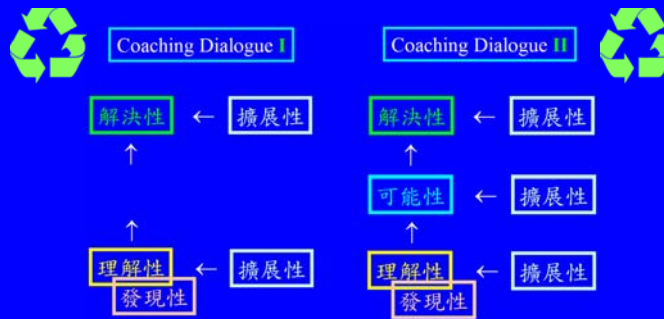 Coaching Dialogue I
解決性 ← 擴展性
↑
↑
理解性 ← 擴展性
發現性
Coaching Dialogue II
解決性 ← 擴展性
↑
可能性 ← 擴展性
↑
理解性 ← 擴展性
發現性